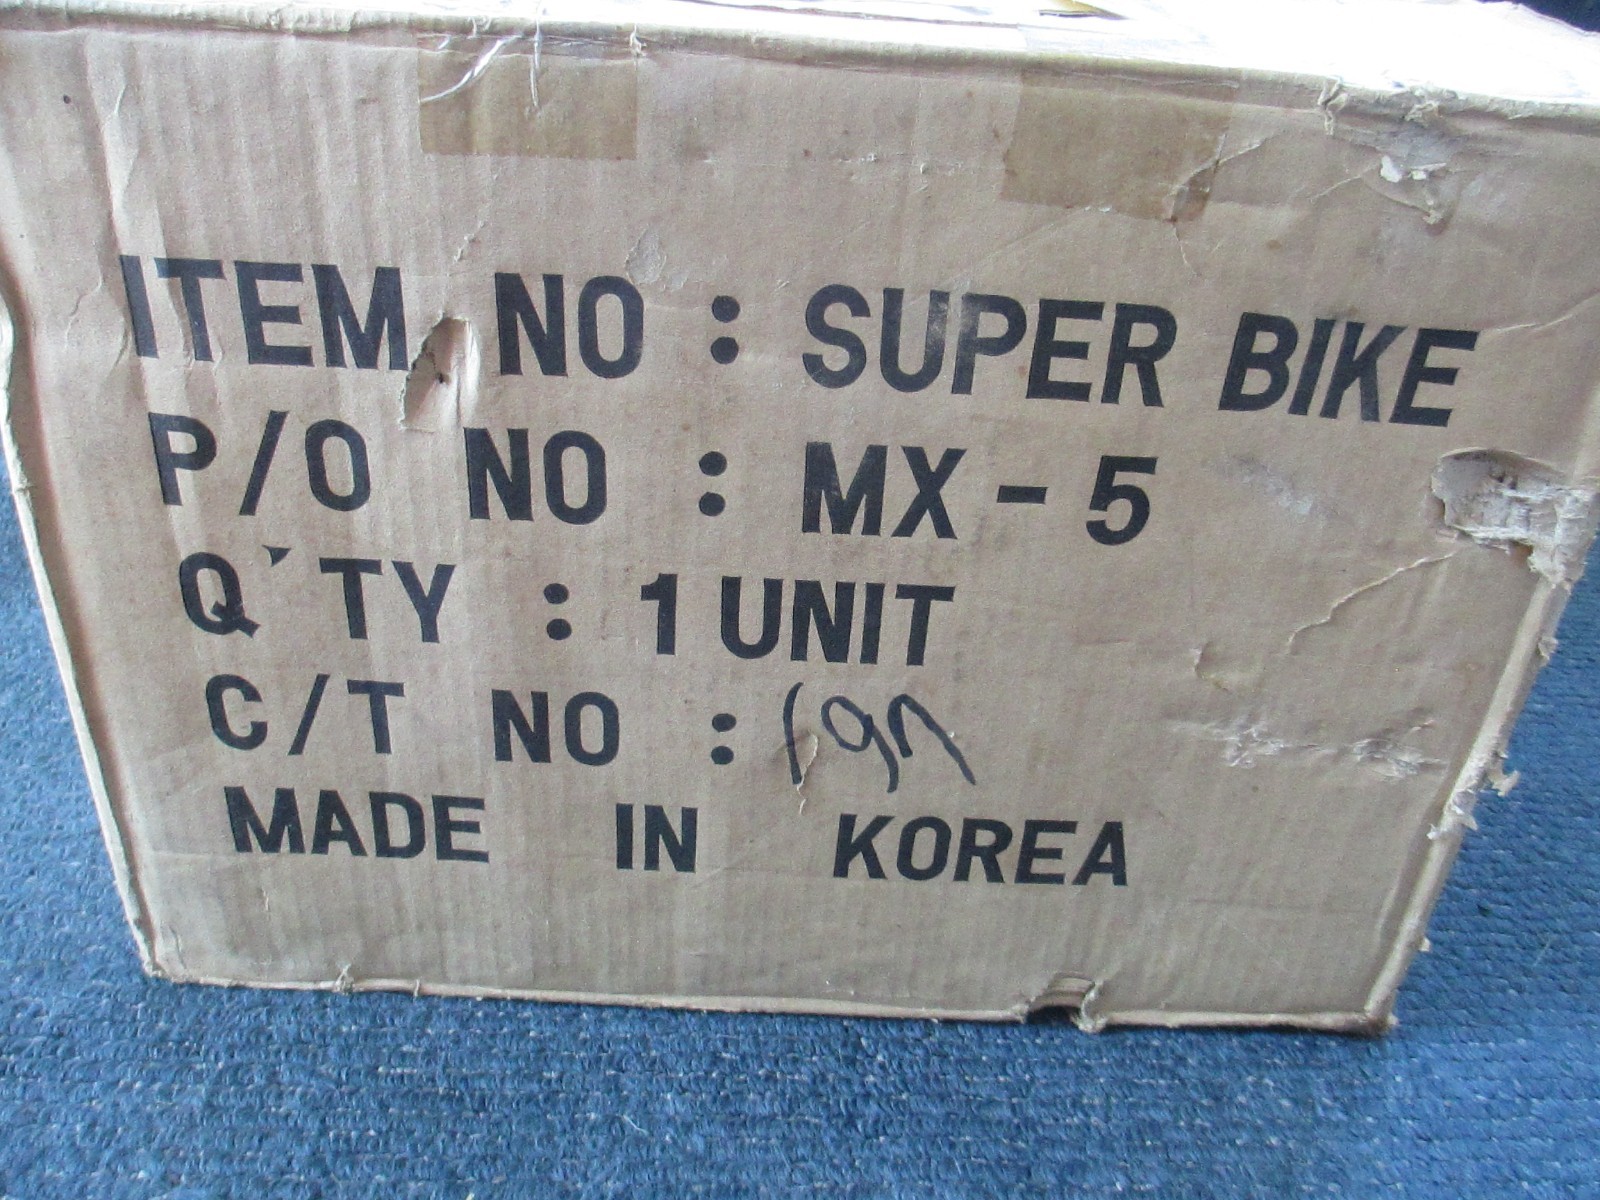 ITEM NO : SUPER BIKE
P/O NO : MX-5
Q'TY : 1 UNIT
C/T NO : 197
MADE IN KOREA